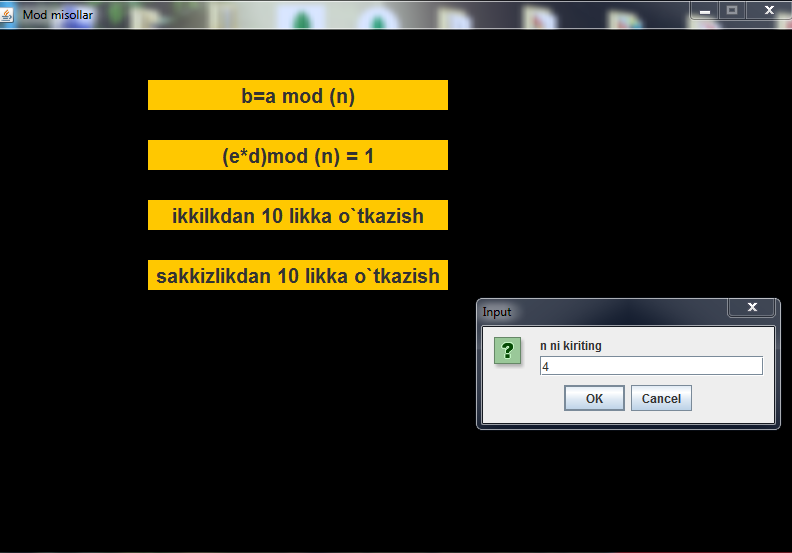 Mod misollar
b=a mod (n)
(e*d)mod (n) = 1
ikkilkdan 10 likka o`tkazish
sakkizlikdan 10 likka o`tkazish
Input
n ni kiriting
4
OK Cancel